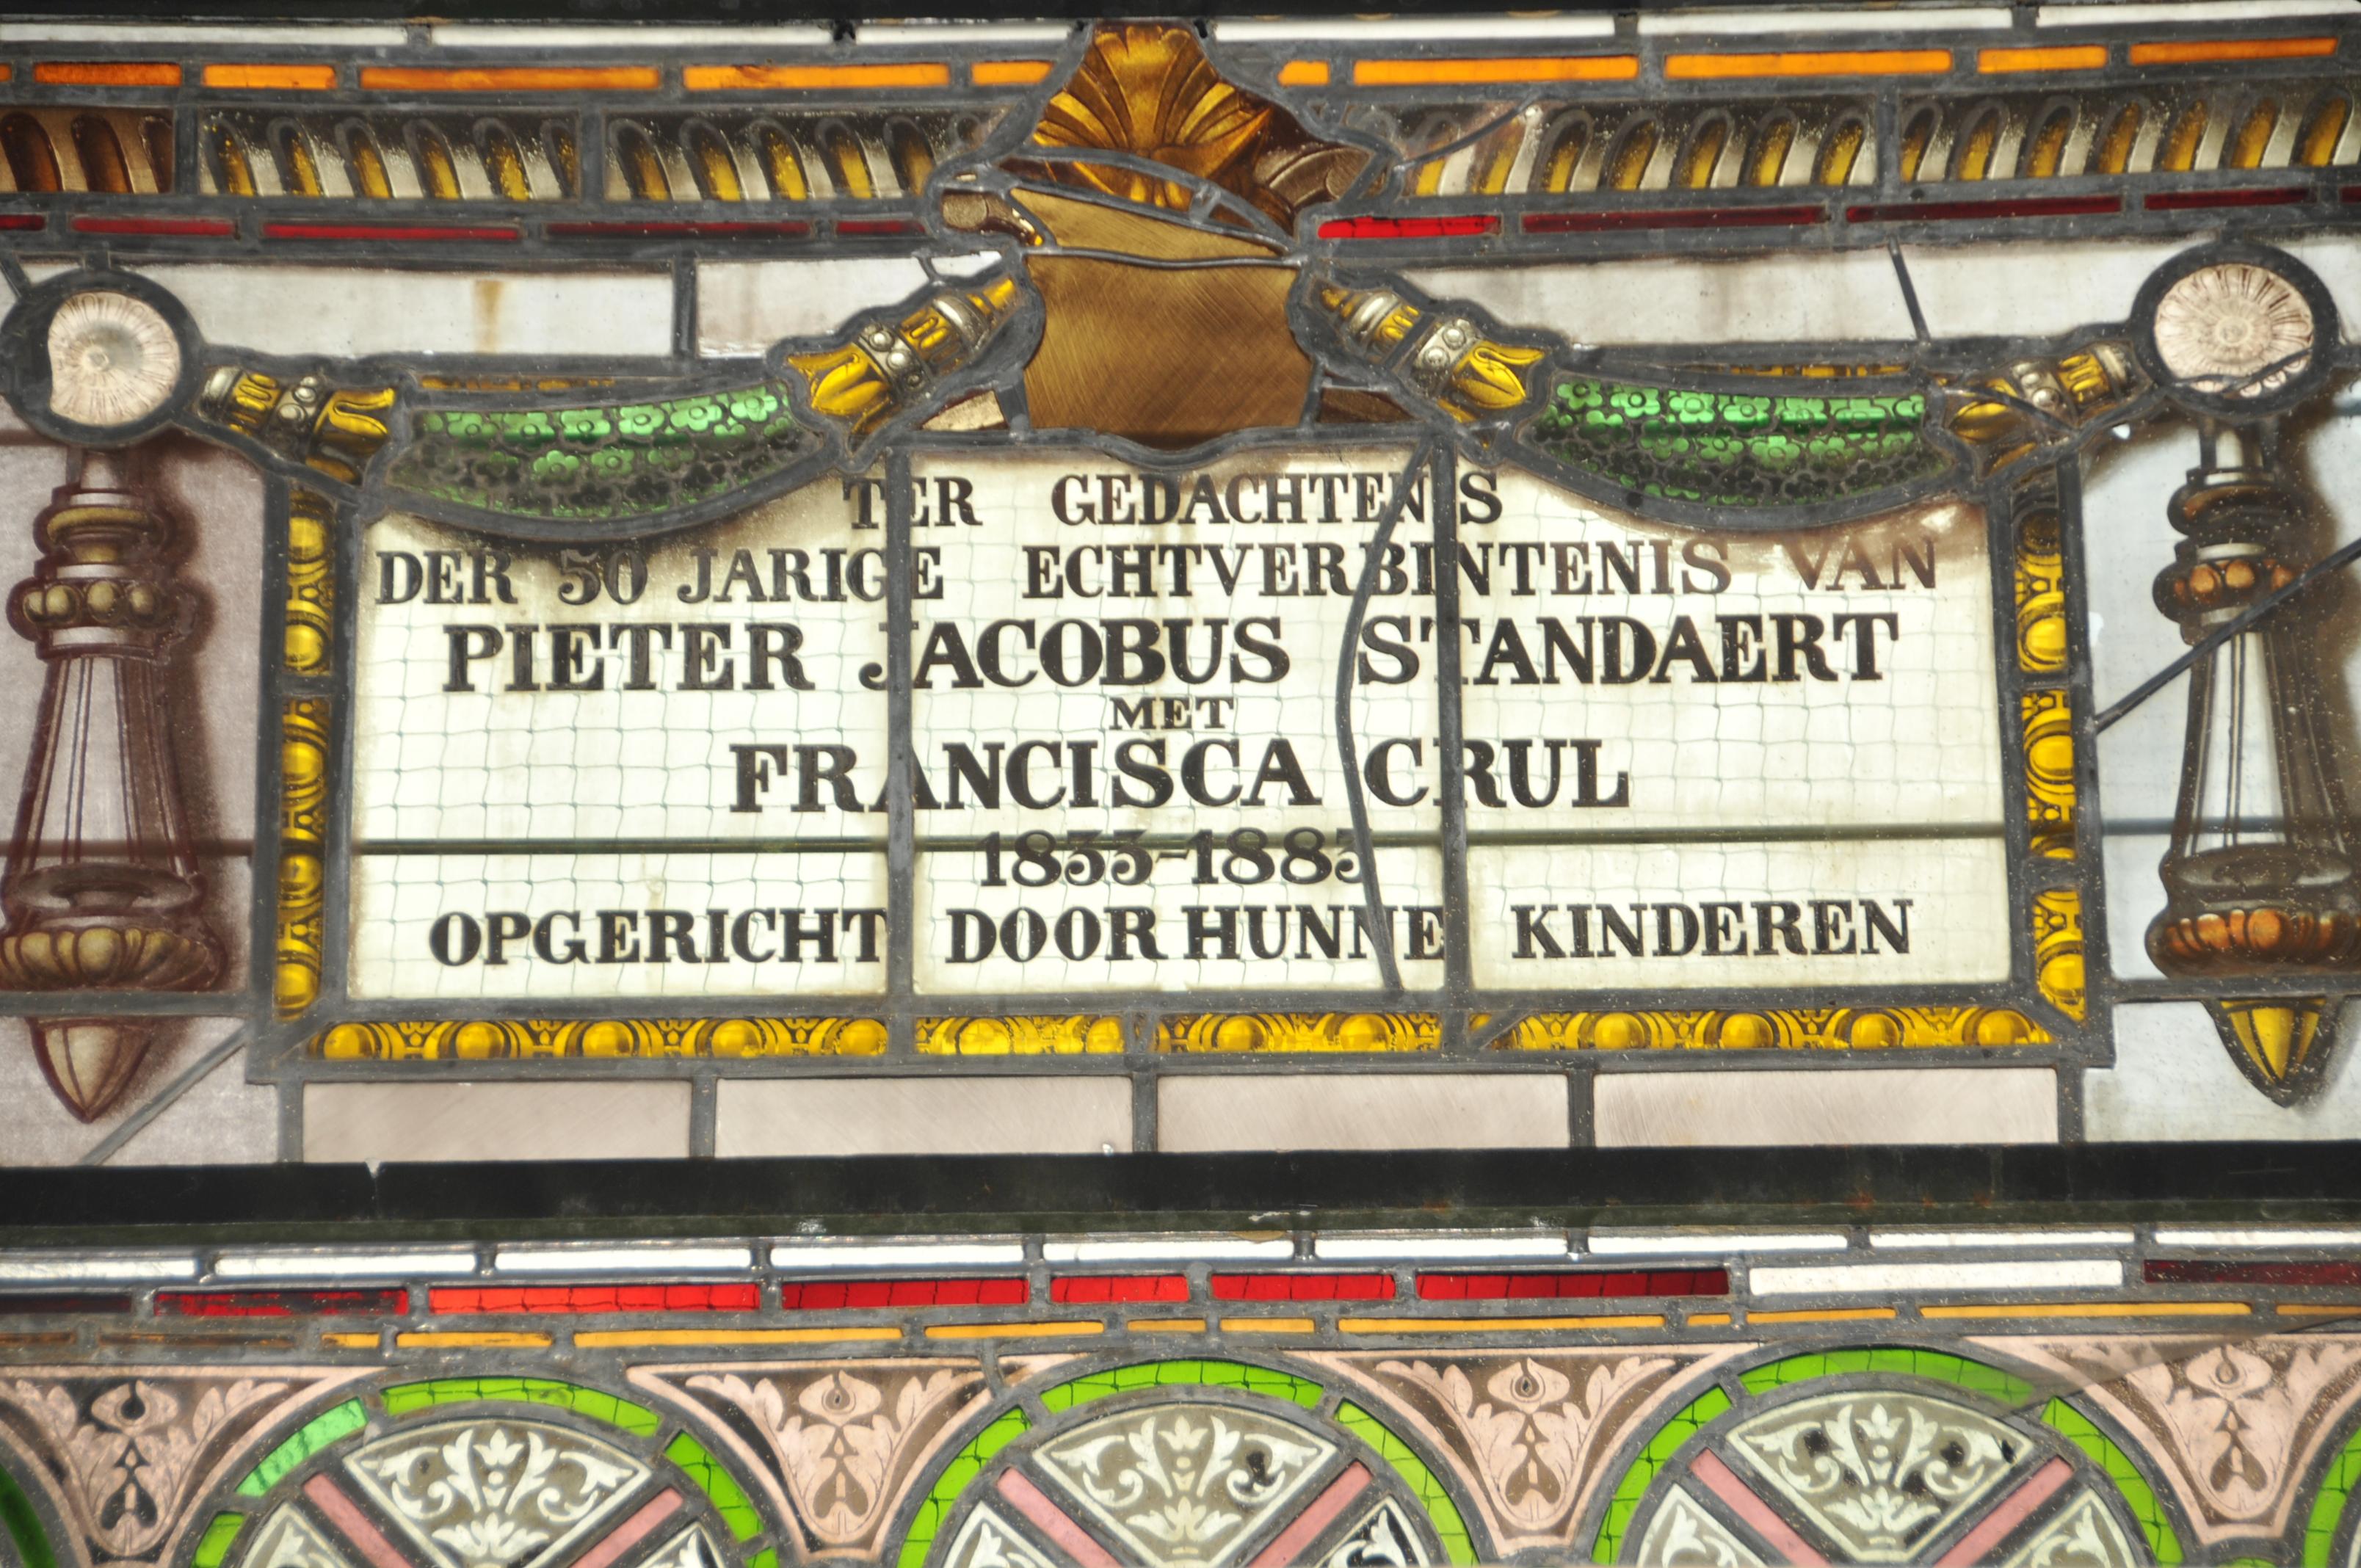 TER GEDACHTENIS
DER 50 JARIGE ECHTVERBINTENIS VAN
PIETER JACOBUS STANDAERT
MET
FRANCISCA CRUL
1833-1883
OPGERICHT DOOR HUNNE KINDEREN